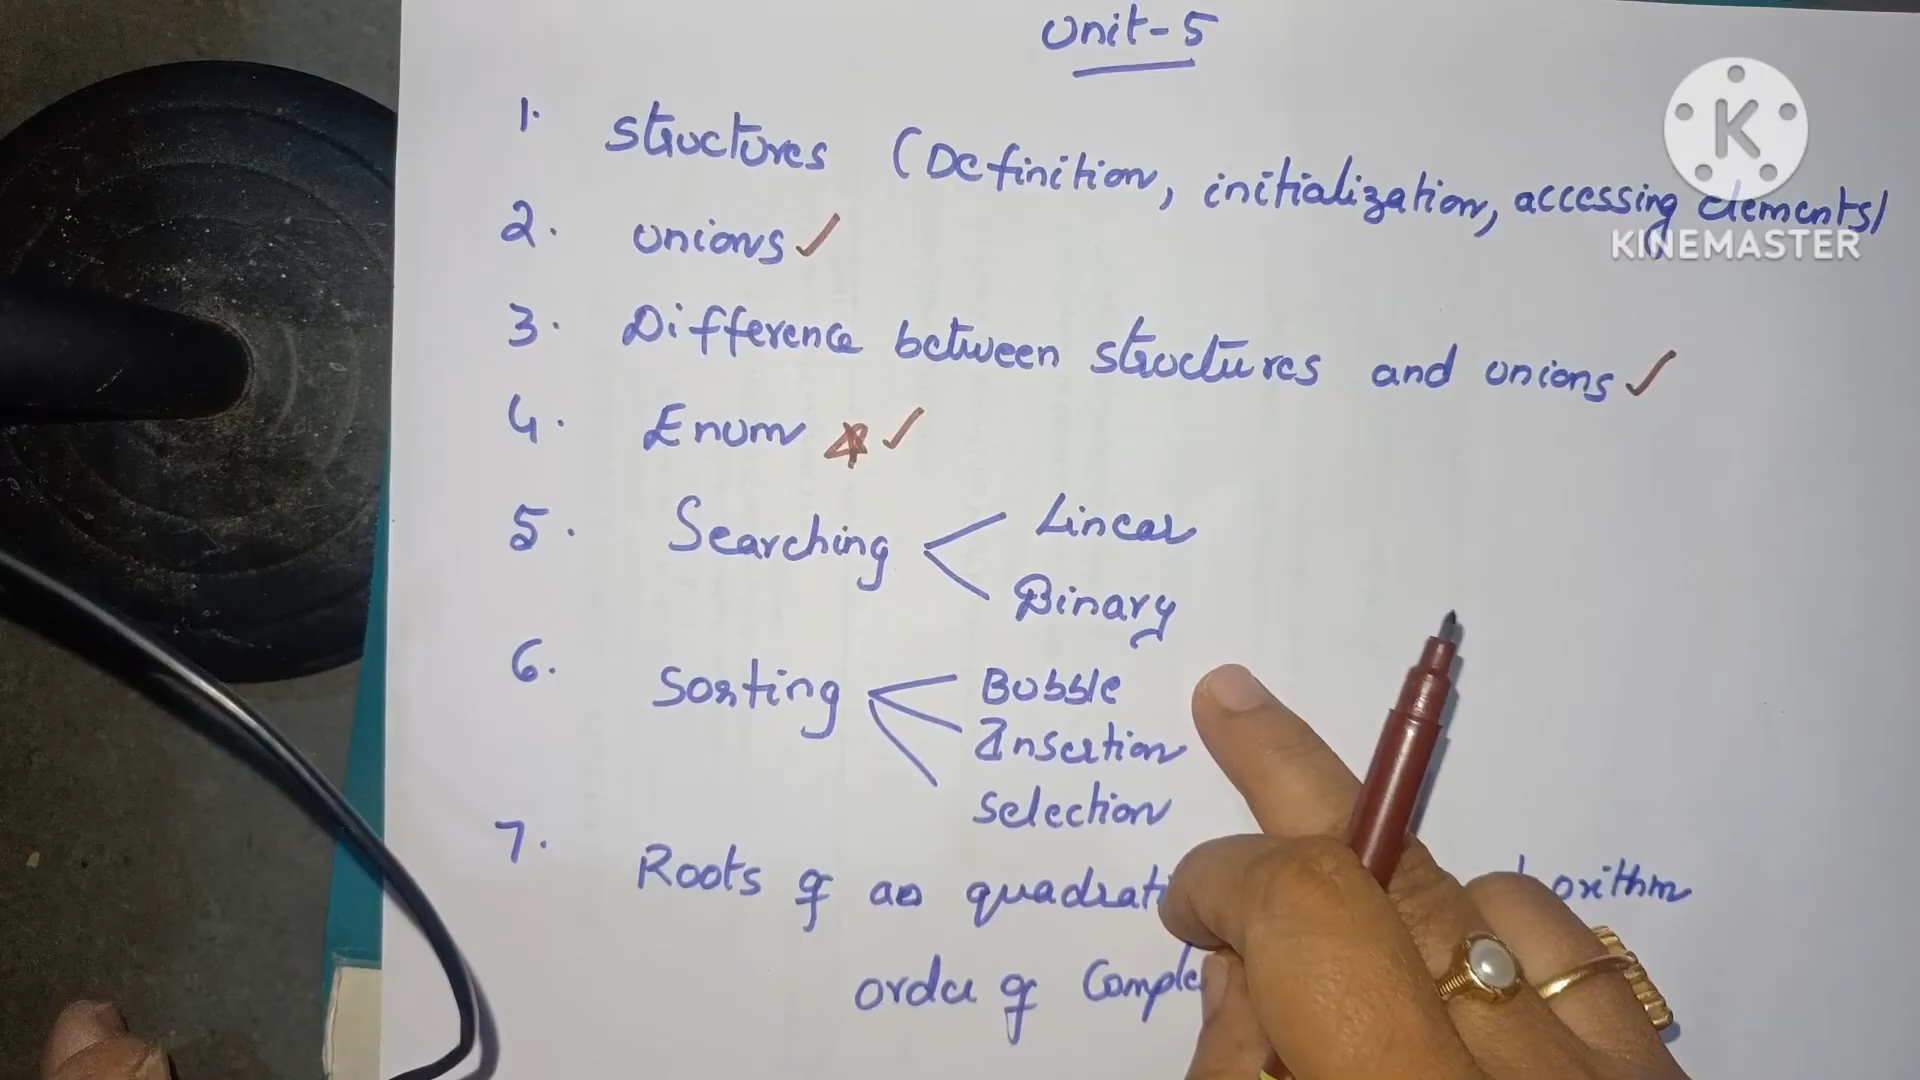 Unit-5
1. Structures (Definition, initialization, accessing elements)
K
KINEMASTER
2. Unions ✓
3. Difference between structures and unions ✓
4. Enum ✓
5. Searching
Linear
Binary
6. Sorting
Bubble
Insertion
Selection
7. Roots of
order of